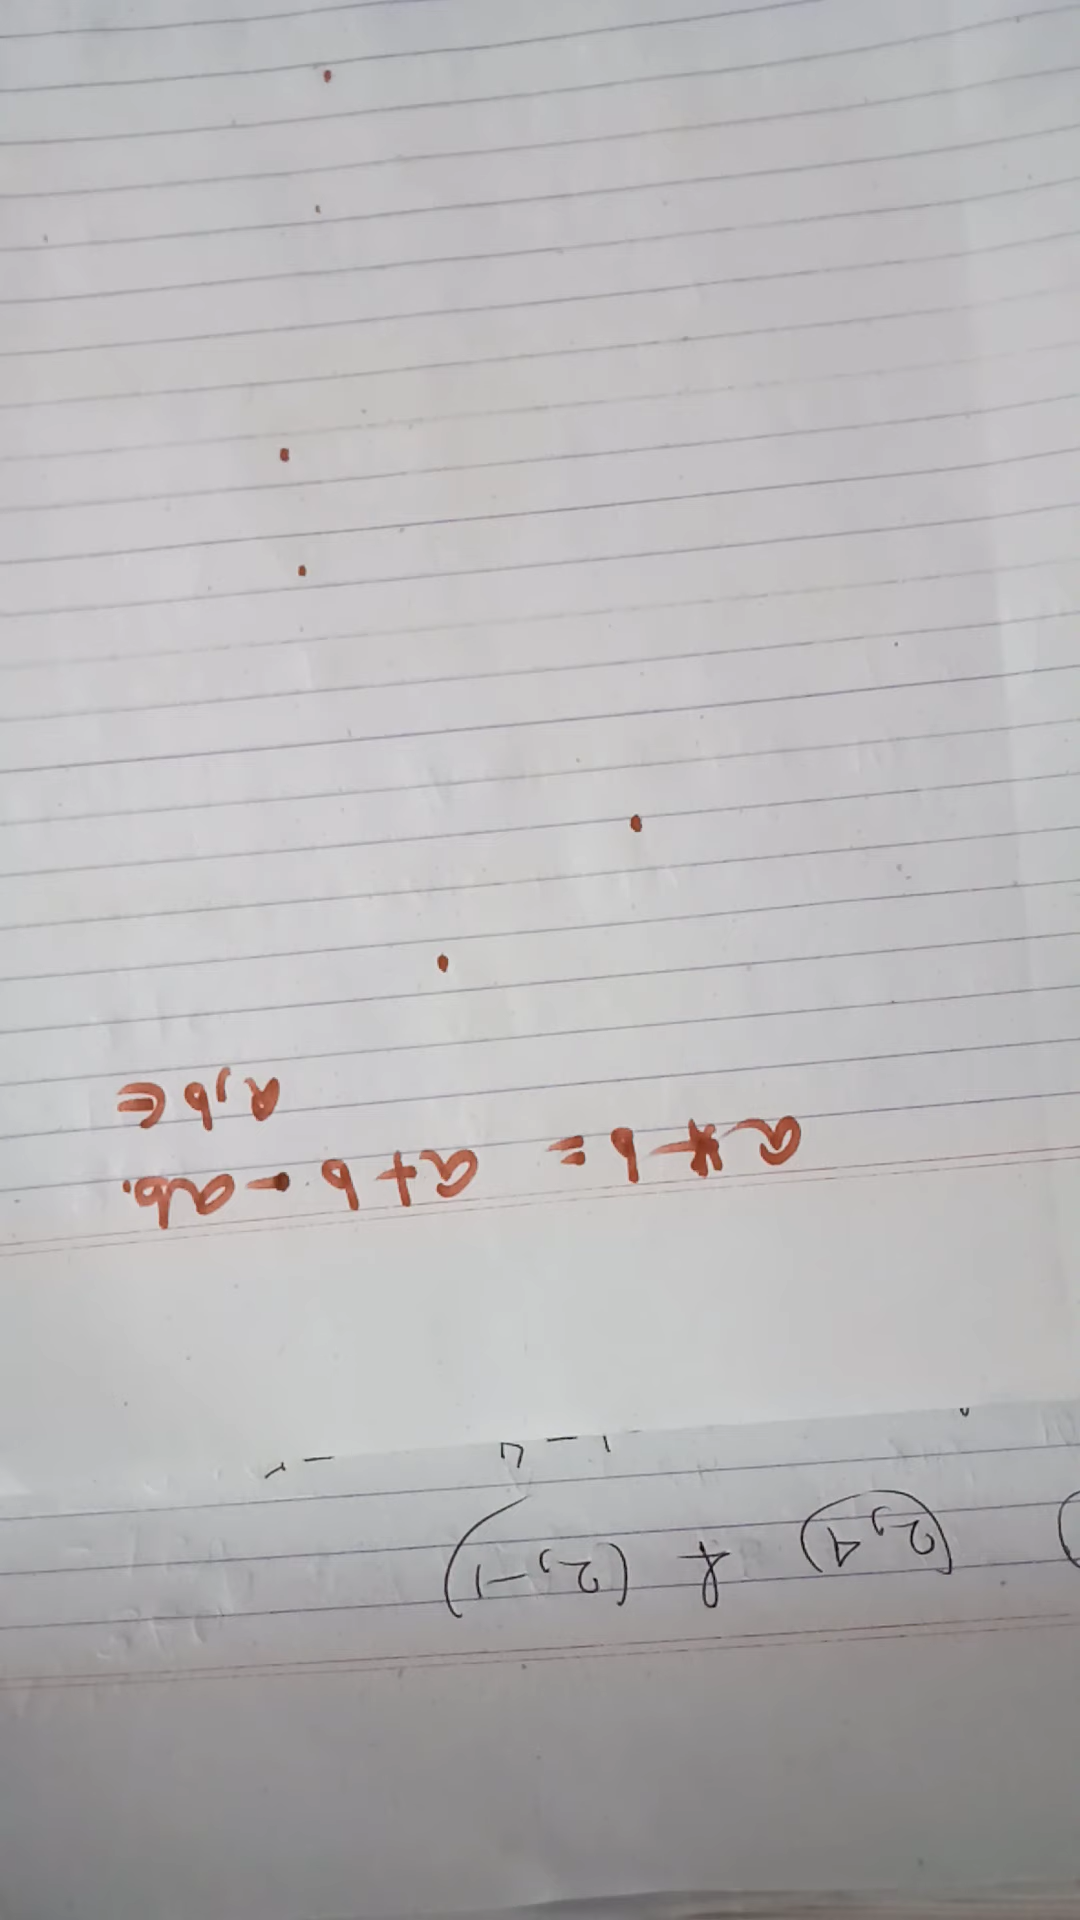 (2,4) & (2,-1)
a * b = a + b - ab.
a,b ∈